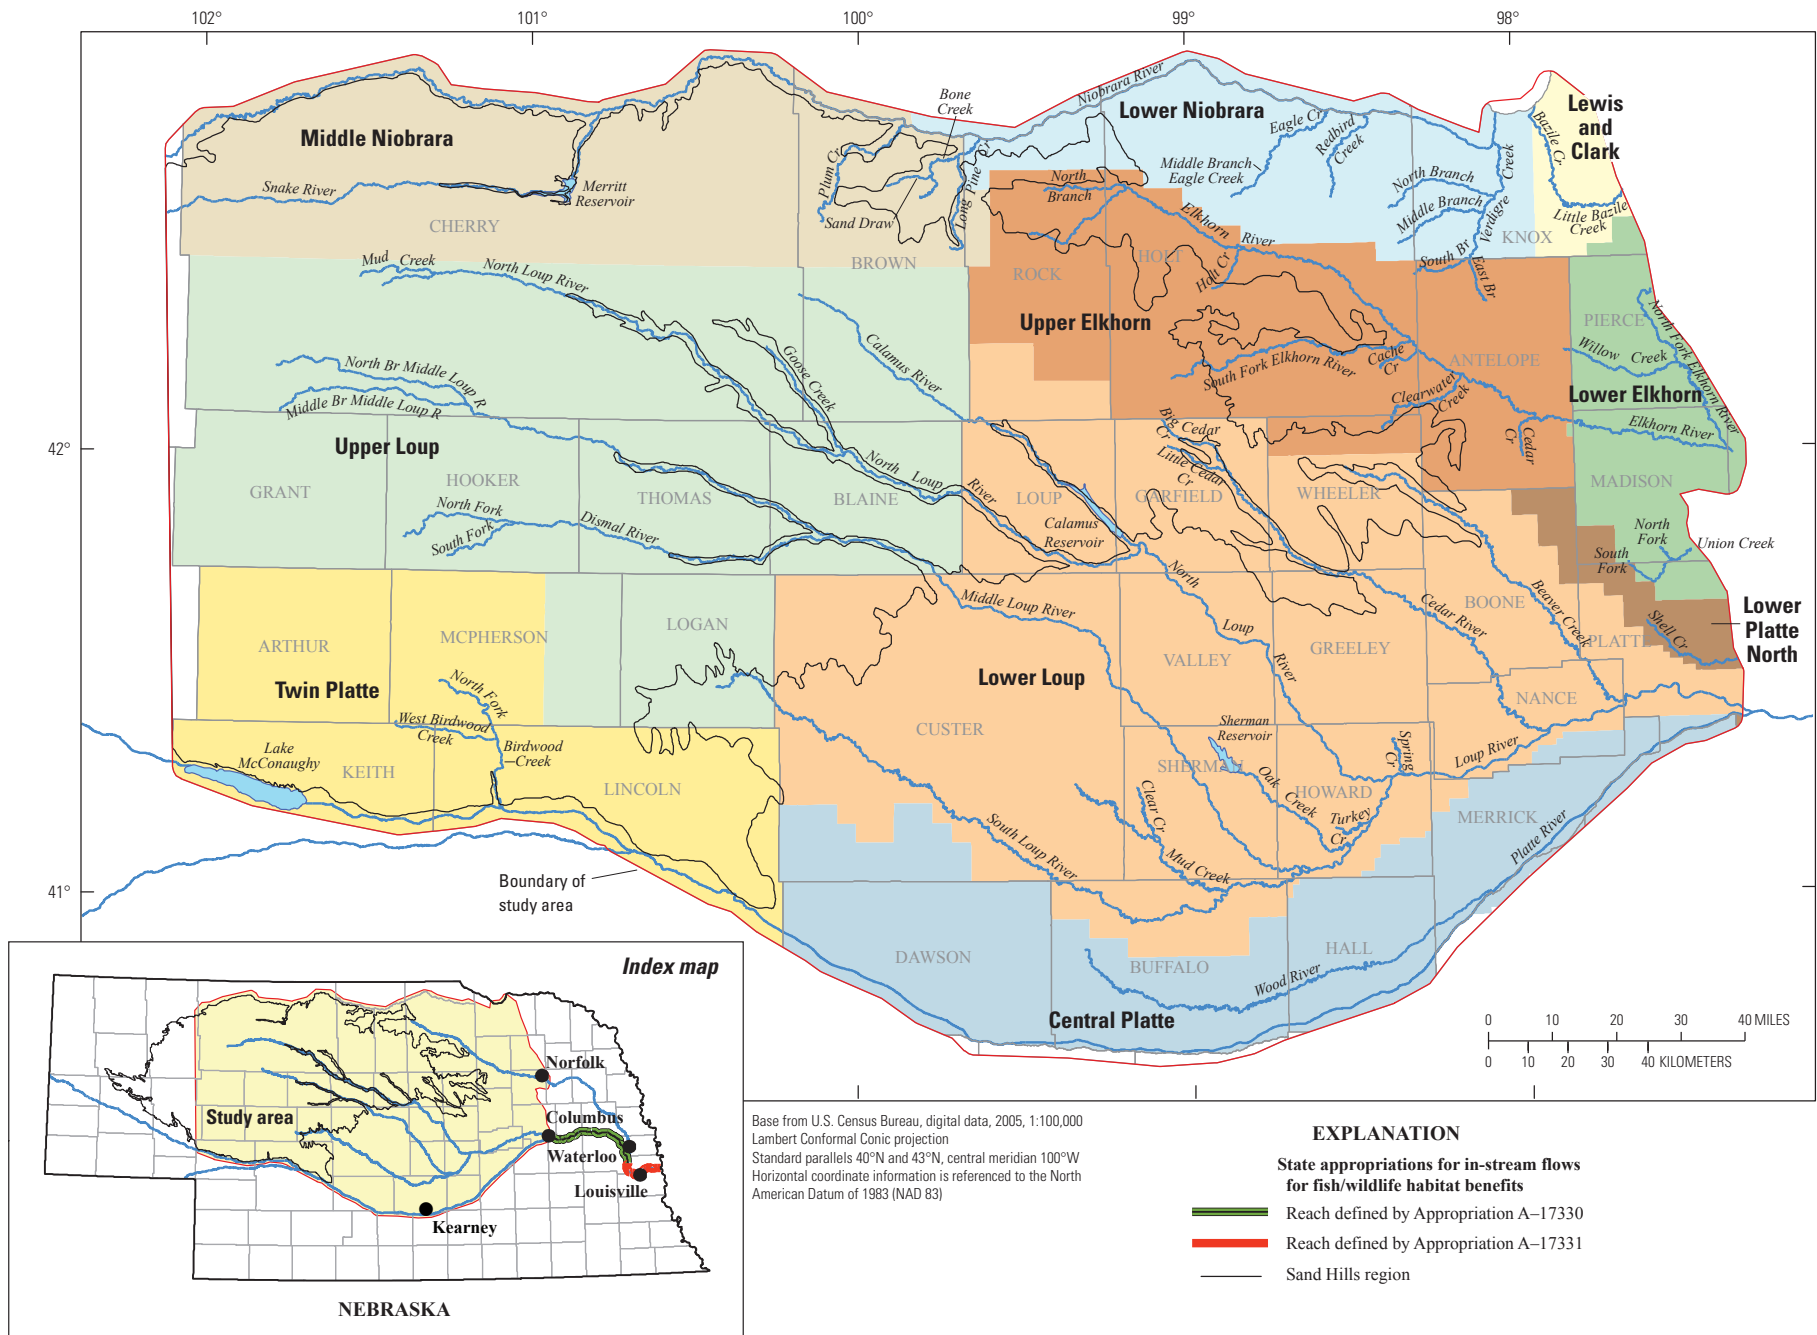 102°
101°
100°
99°
98°
42°
41°
Middle Niobrara
Lower Niobrara
Lewis
and
Clark
Upper Elkhorn
Lower Elkhorn
Upper Loup
Lower Loup
Twin Platte
Central Platte
Lower
Platte
North
Niobrara River
Bone
Creek
Plum Cr
Sand Draw
Long Pine Cr
Snake River
Merritt
Reservoir
CHERRY
BROWN
ROCK
HOLT
KNOX
Eagle Cr
Redbird
Creek
Middle Branch
Eagle Creek
North Branch
Middle Branch
South Br
East Br
Verdigre
Creek
Bazile Cr
Little Bazile
Creek
North
Branch
Elkhorn
River
Holt Cr
Mud Creek
North Loup River
Calamus River
Goose Creek
North Br Middle Loup R
Middle Br Middle Loup R
South Fork Elkhorn River
Cache
Cr
Clearwater
Creek
ANTELOPE
PIERCE
Willow Creek
North Fork Elkhorn River
Elkhorn River
Cedar
Cr
MADISON
GRANT
HOOKER
THOMAS
BLAINE
LOUP
GARFIELD
WHEELER
North Loup
River
Big Cedar
Cr
Little Cedar
Cr
Calamus
Reservoir
North Fork
South Fork
Dismal River
North
Fork
South
Fork
Union Creek
Shell Cr
ARTHUR
MCPHERSON
LOGAN
Middle Loup River
North
Loup
River
Cedar River
Beaver Creek
BOONE
PLATTE
VALLEY
GREELEY
NANCE
CUSTER
North Fork
West Birdwood
Creek
Birdwood
Creek
Lake
McConaughy
KEITH
LINCOLN
Sherman
Reservoir
SHERMAN
Oak
Creek
HOWARD
Turkey
Cr
Spring
Cr
Loup River
MERRICK
Platte River
Clear Cr
Mud Creek
South Loup River
DAWSON
BUFFALO
HALL
Wood River
Boundary of
study area
0 10 20 30 40 MILES
0 10 20 30 40 KILOMETERS
Index map
Study area
Norfolk
Columbus
Waterloo
Louisville
Kearney
NEBRASKA
Base from U.S. Census Bureau, digital data, 2005, 1:100,000
Lambert Conformal Conic projection
Standard parallels 40°N and 43°N, central meridian 100°W
Horizontal coordinate information is referenced to the North
American Datum of 1983 (NAD 83)
EXPLANATION
State appropriations for in-stream flows
for fish/wildlife habitat benefits
Reach defined by Appropriation A–17330
Reach defined by Appropriation A–17331
Sand Hills region